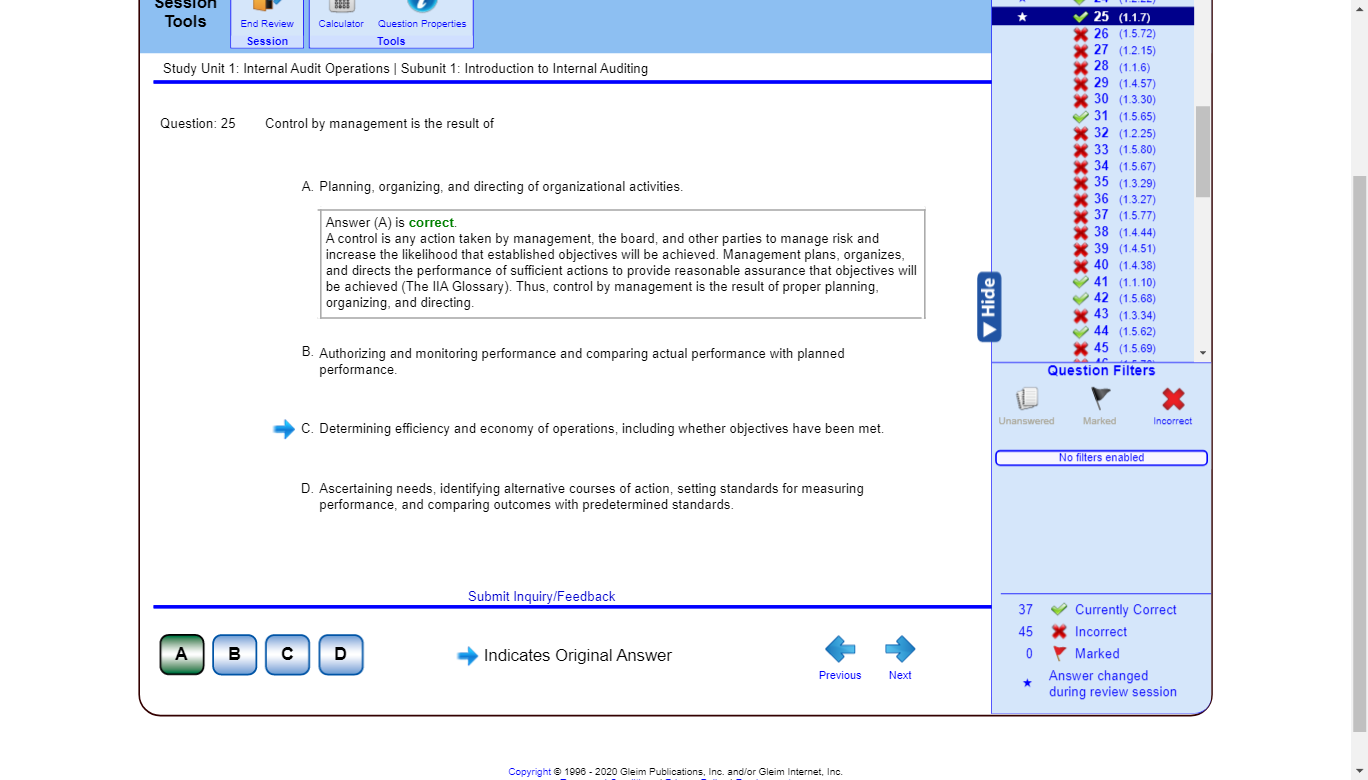 Session
Tools
End Review
Session
Calculator Question Properties
Tools
Study Unit 1: Internal Audit Operations | Subunit 1: Introduction to Internal Auditing
Question: 25 Control by management is the result of
A. Planning, organizing, and directing of organizational activities.
Answer (A) is correct.
A control is any action taken by management, the board, and other parties to manage risk and
increase the likelihood that established objectives will be achieved. Management plans, organizes,
and directs the performance of sufficient actions to provide reasonable assurance that objectives will
be achieved (The IIA Glossary). Thus, control by management is the result of proper planning,
organizing, and directing.
B. Authorizing and monitoring performance and comparing actual performance with planned
performance.
C. Determining efficiency and economy of operations, including whether objectives have been met.
D. Ascertaining needs, identifying alternative courses of action, setting standards for measuring
performance, and comparing outcomes with predetermined standards.
Submit Inquiry/Feedback
A B C D
Indicates Original Answer
Previous Next
25 (1.1.7)
26 (1.5.72)
27 (1.2.15)
28 (1.1.6)
29 (1.4.57)
30 (1.3.30)
31 (1.5.65)
32 (1.2.25)
33 (1.5.80)
34 (1.5.67)
35 (1.3.29)
36 (1.3.27)
37 (1.5.77)
38 (1.4.44)
39 (1.4.51)
40 (1.4.38)
41 (1.1.10)
42 (1.5.68)
43 (1.3.34)
44 (1.5.62)
45 (1.5.69)
Hide
Question Filters
Unanswered Marked Incorrect
No filters enabled
37 Currently Correct
45 Incorrect
0 Marked
Answer changed
during review session
Copyright © 1996 - 2020 Gleim Publications, Inc. and/or Gleim Internet, Inc.